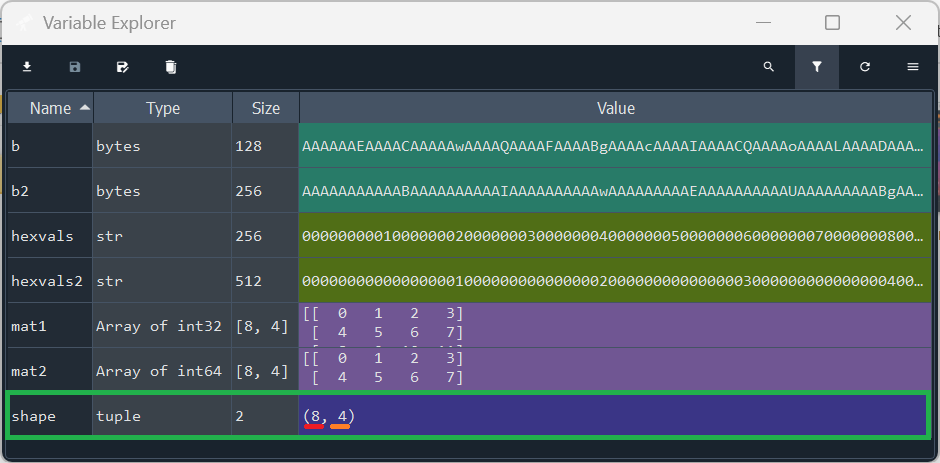 Variable Explorer
Name Type Size Value
b bytes 128 AAAAAAEAAAACAAAAAwAAAAQAAAAFAAAABgAAAAcAAAAIAAAACQAAAAoAAAALAAAADAAA…
b2 bytes 256 AAAAAAAAAAABAAAAAAAAAAIAAAAAAAAAAwAAAAAAAAAEAAAAAAAAAAUAAAAAAAAABgAA…
hexvals str 256 00000000010000000200000003000000040000000500000006000000070000000800…
hexvals2 str 512 00000000000000000100000000000000020000000000000003000000000000000400…
mat1 Array of int32 [8, 4] [[ 0 1 2 3]
[ 4 5 6 7]
mat2 Array of int64 [8, 4] [[ 0 1 2 3]
[ 4 5 6 7]
shape tuple 2 (8, 4)